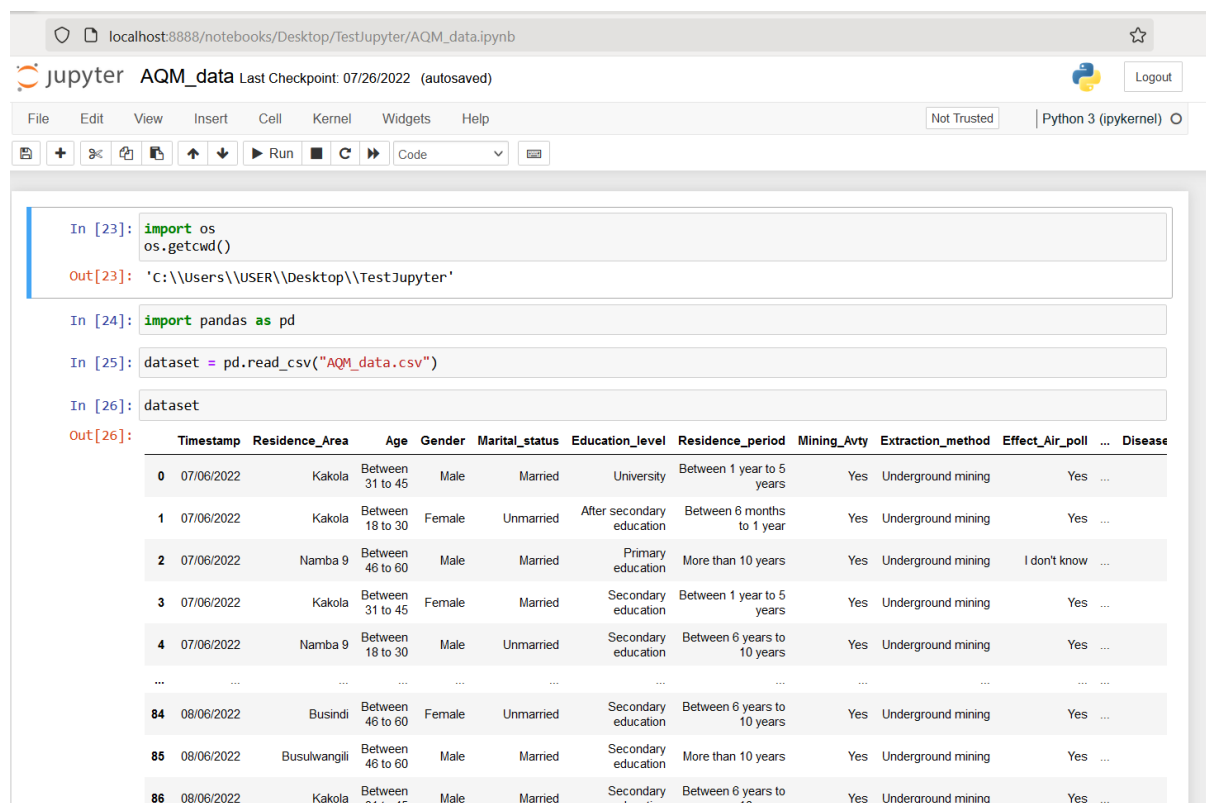 localhost:8888/notebooks/Desktop/TestJupyter/AQM_data.ipynb
jupyter AQM_data Last Checkpoint: 07/26/2022 (autosaved) Logout
File Edit View Insert Cell Kernel Widgets Help Not Trusted Python 3 (ipykernel)
Run Code
In [23]: import os
os.getcwd()
Out[23]: 'C:\\Users\\USER\\Desktop\\TestJupyter'
In [24]: import pandas as pd
In [25]: dataset = pd.read_csv("AQM_data.csv")
In [26]: dataset
Out[26]:
Timestamp Residence_Area Age Gender Marital_status Education_level Residence_period Mining_Avty Extraction_method Effect_Air_poll ... Disease
0 07/06/2022 Kakola Between 31 to 45 Male Married University Between 1 year to 5 years Yes Underground mining Yes ...
1 07/06/2022 Kakola Between 18 to 30 Female Unmarried After secondary education Between 6 months to 1 year Yes Underground mining Yes ...
2 07/06/2022 Namba 9 Between 46 to 60 Male Married Primary education More than 10 years Yes Underground mining I don't know ...
3 07/06/2022 Kakola Between 31 to 45 Female Married Secondary education Between 1 year to 5 years Yes Underground mining Yes ...
4 07/06/2022 Namba 9 Between 18 to 30 Male Unmarried Secondary education Between 6 years to 10 years Yes Underground mining Yes ...
... ... ... ... ... ... ... ... ... ... ... ...
84 08/06/2022 Busindi Between 46 to 60 Female Unmarried Secondary education Between 6 years to 10 years Yes Underground mining Yes ...
85 08/06/2022 Busulwangili Between 46 to 60 Male Married Secondary education More than 10 years Yes Underground mining Yes ...
86 08/06/2022 Kakola Between Male Married Secondary Between 6 years to Yes Underground mining Yes ...